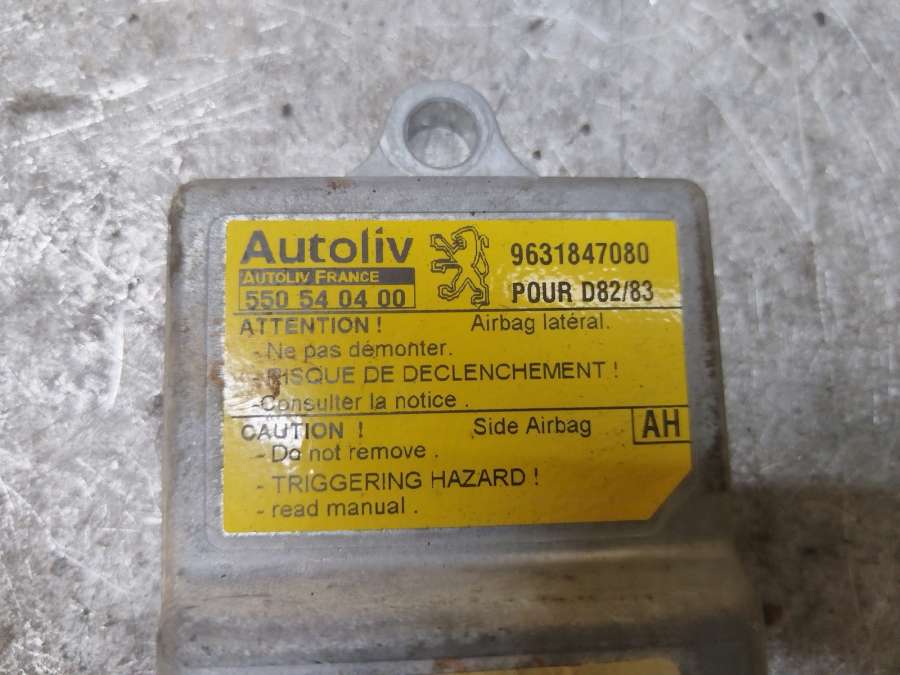 Autoliv
AUTOLIV FRANCE
550 54 04 00
9631847080
POUR D82/83
ATTENTION ! Airbag latéral.
- Ne pas démonter.
- RISQUE DE DECLENCHEMENT !
-Consulter la notice .
CAUTION ! Side Airbag AH
- Do not remove .
- TRIGGERING HAZARD !
- read manual .